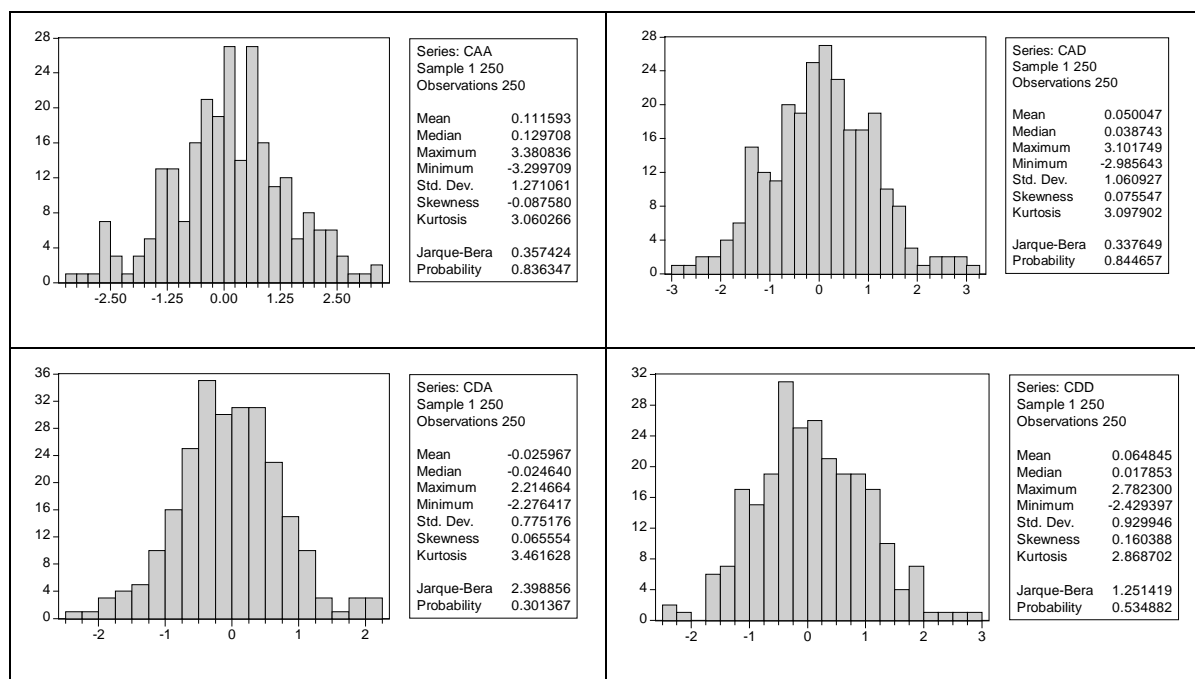 28
24
20
16
12
8
4
0
-2.50 -1.25 0.00 1.25 2.50
Series: CAA
Sample 1 250
Observations 250
Mean 0.111593
Median 0.129708
Maximum 3.380836
Minimum -3.299709
Std. Dev. 1.271061
Skewness -0.087580
Kurtosis 3.060266
Jarque-Bera 0.357424
Probability 0.836347
28
24
20
16
12
8
4
0
-3 -2 -1 0 1 2 3
Series: CAD
Sample 1 250
Observations 250
Mean 0.050047
Median 0.038743
Maximum 3.101749
Minimum -2.985643
Std. Dev. 1.060927
Skewness 0.075547
Kurtosis 3.097902
Jarque-Bera 0.337649
Probability 0.844657
36
32
28
24
20
16
12
8
4
0
-2 -1 0 1 2
Series: CDA
Sample 1 250
Observations 250
Mean -0.025967
Median -0.024640
Maximum 2.214664
Minimum -2.276417
Std. Dev. 0.775176
Skewness 0.065554
Kurtosis 3.461628
Jarque-Bera 2.398856
Probability 0.301367
32
28
24
20
16
12
8
4
0
-2 -1 0 1 2 3
Series: CDD
Sample 1 250
Observations 250
Mean 0.064845
Median 0.017853
Maximum 2.782300
Minimum -2.429397
Std. Dev. 0.929946
Skewness 0.160388
Kurtosis 2.868702
Jarque-Bera 1.251419
Probability 0.534882